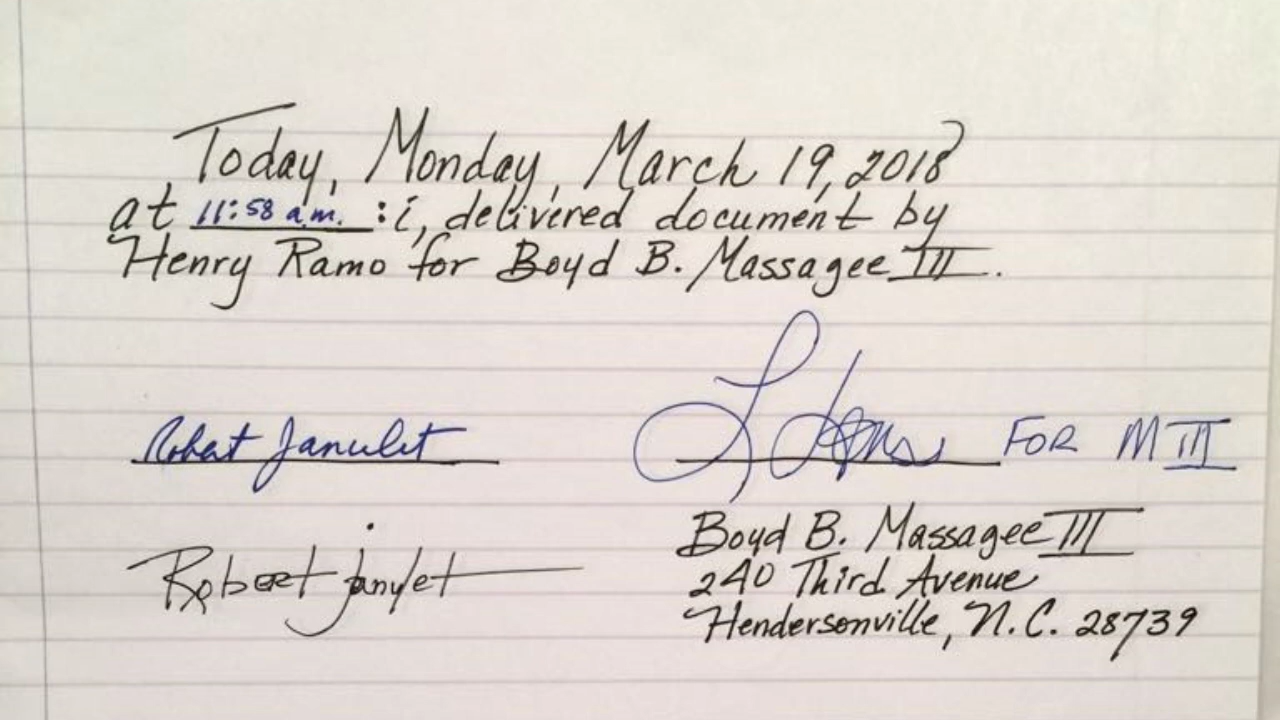 Today, Monday, March 19, 2018
at 11:58 a.m. : i, delivered document by
Henry Ramo for Boyd B. Massagee III.
Robert Janulet
FOR M III
Robert Janulet
Boyd B. Massagee III
240 Third Avenue
Hendersonville, N.C. 28739